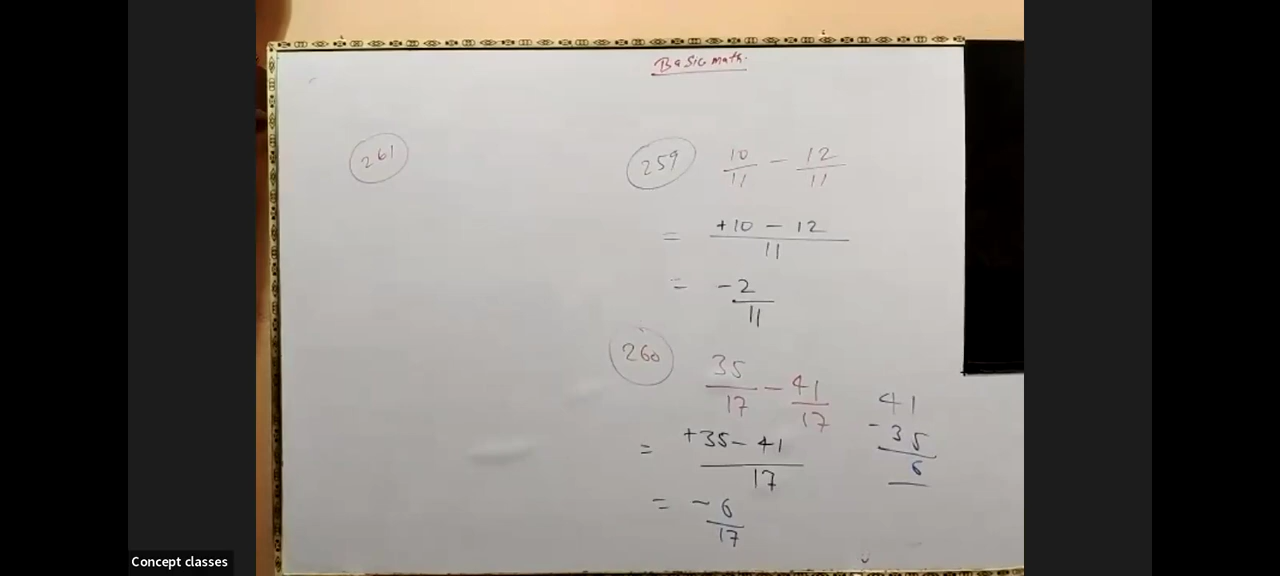 Basic math.
261
259 10/11 - 12/11
= +10 - 12/11
= -2/11
260 35/17 - 41/17
= +35 - 41/17
= -6/17
41
- 35
6
Concept classes